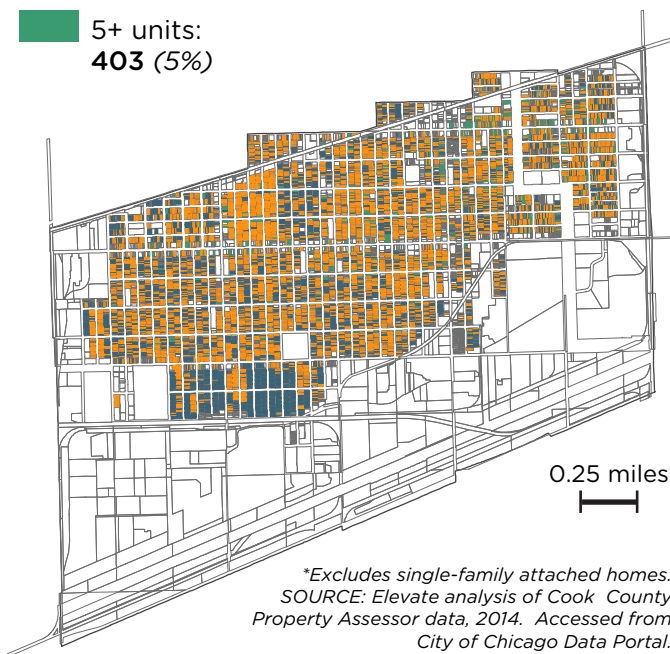 5+ units:
403 (5%)
0.25 miles
*Excludes single-family attached homes.
SOURCE: Elevate analysis of Cook County
Property Assessor data, 2014. Accessed from
City of Chicago Data Portal.